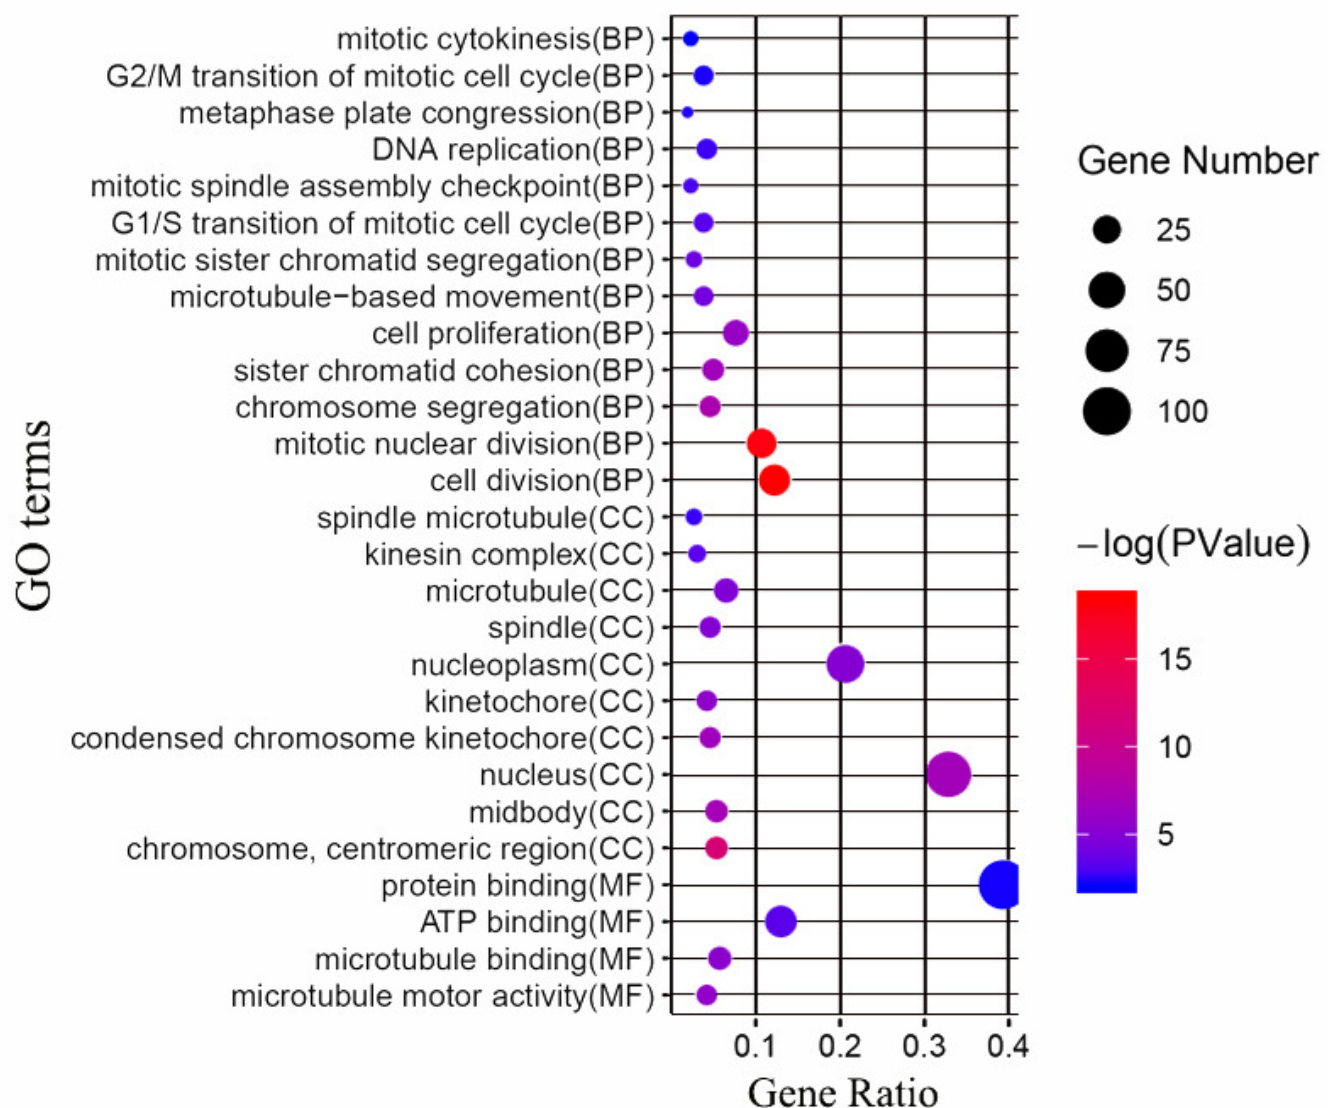 mitotic cytokinesis(BP)
G2/M transition of mitotic cell cycle(BP)
metaphase plate congression(BP)
DNA replication(BP)
mitotic spindle assembly checkpoint(BP)
G1/S transition of mitotic cell cycle(BP)
mitotic sister chromatid segregation(BP)
microtubule−based movement(BP)
cell proliferation(BP)
sister chromatid cohesion(BP)
chromosome segregation(BP)
mitotic nuclear division(BP)
cell division(BP)
spindle microtubule(CC)
kinesin complex(CC)
microtubule(CC)
spindle(CC)
nucleoplasm(CC)
kinetochore(CC)
condensed chromosome kinetochore(CC)
nucleus(CC)
midbody(CC)
chromosome, centromeric region(CC)
protein binding(MF)
ATP binding(MF)
microtubule binding(MF)
microtubule motor activity(MF)
GO terms
0.1 0.2 0.3 0.4
Gene Ratio
Gene Number
25
50
75
100
−log(PValue)
15
10
5